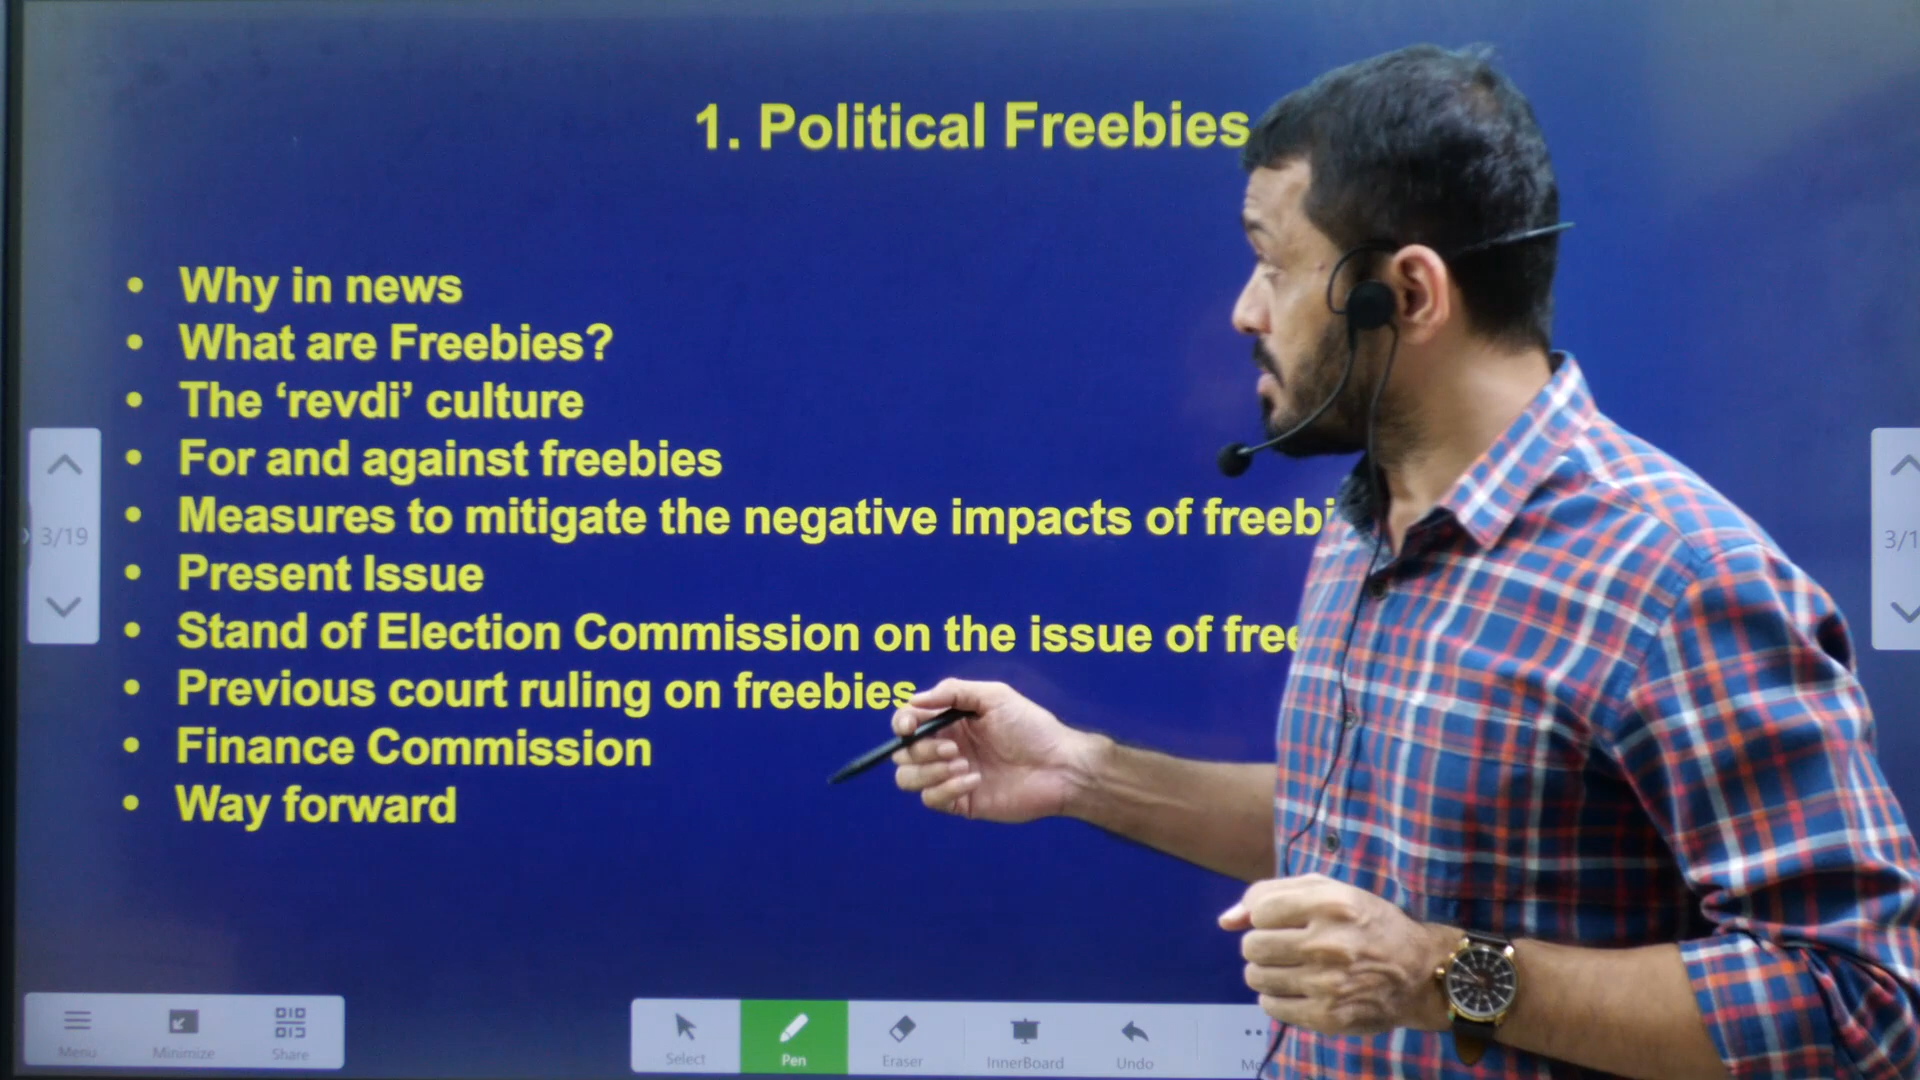 1. Political Freebies
• Why in news
• What are Freebies?
• The ‘revdi’ culture
• For and against freebies
• Measures to mitigate the negative impacts of freebi
• Present Issue
• Stand of Election Commission on the issue of free
• Previous court ruling on freebies
• Finance Commission
• Way forward
3/19
3/1
Menu Minimize Share
Select Pen Eraser InnerBoard Undo